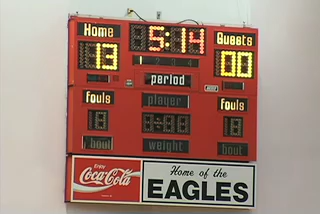 Home 5:14 Guests
13 1 00
period
fouls player fouls
bout weight bout
Enjoy Coca-Cola
Home of the
EAGLES